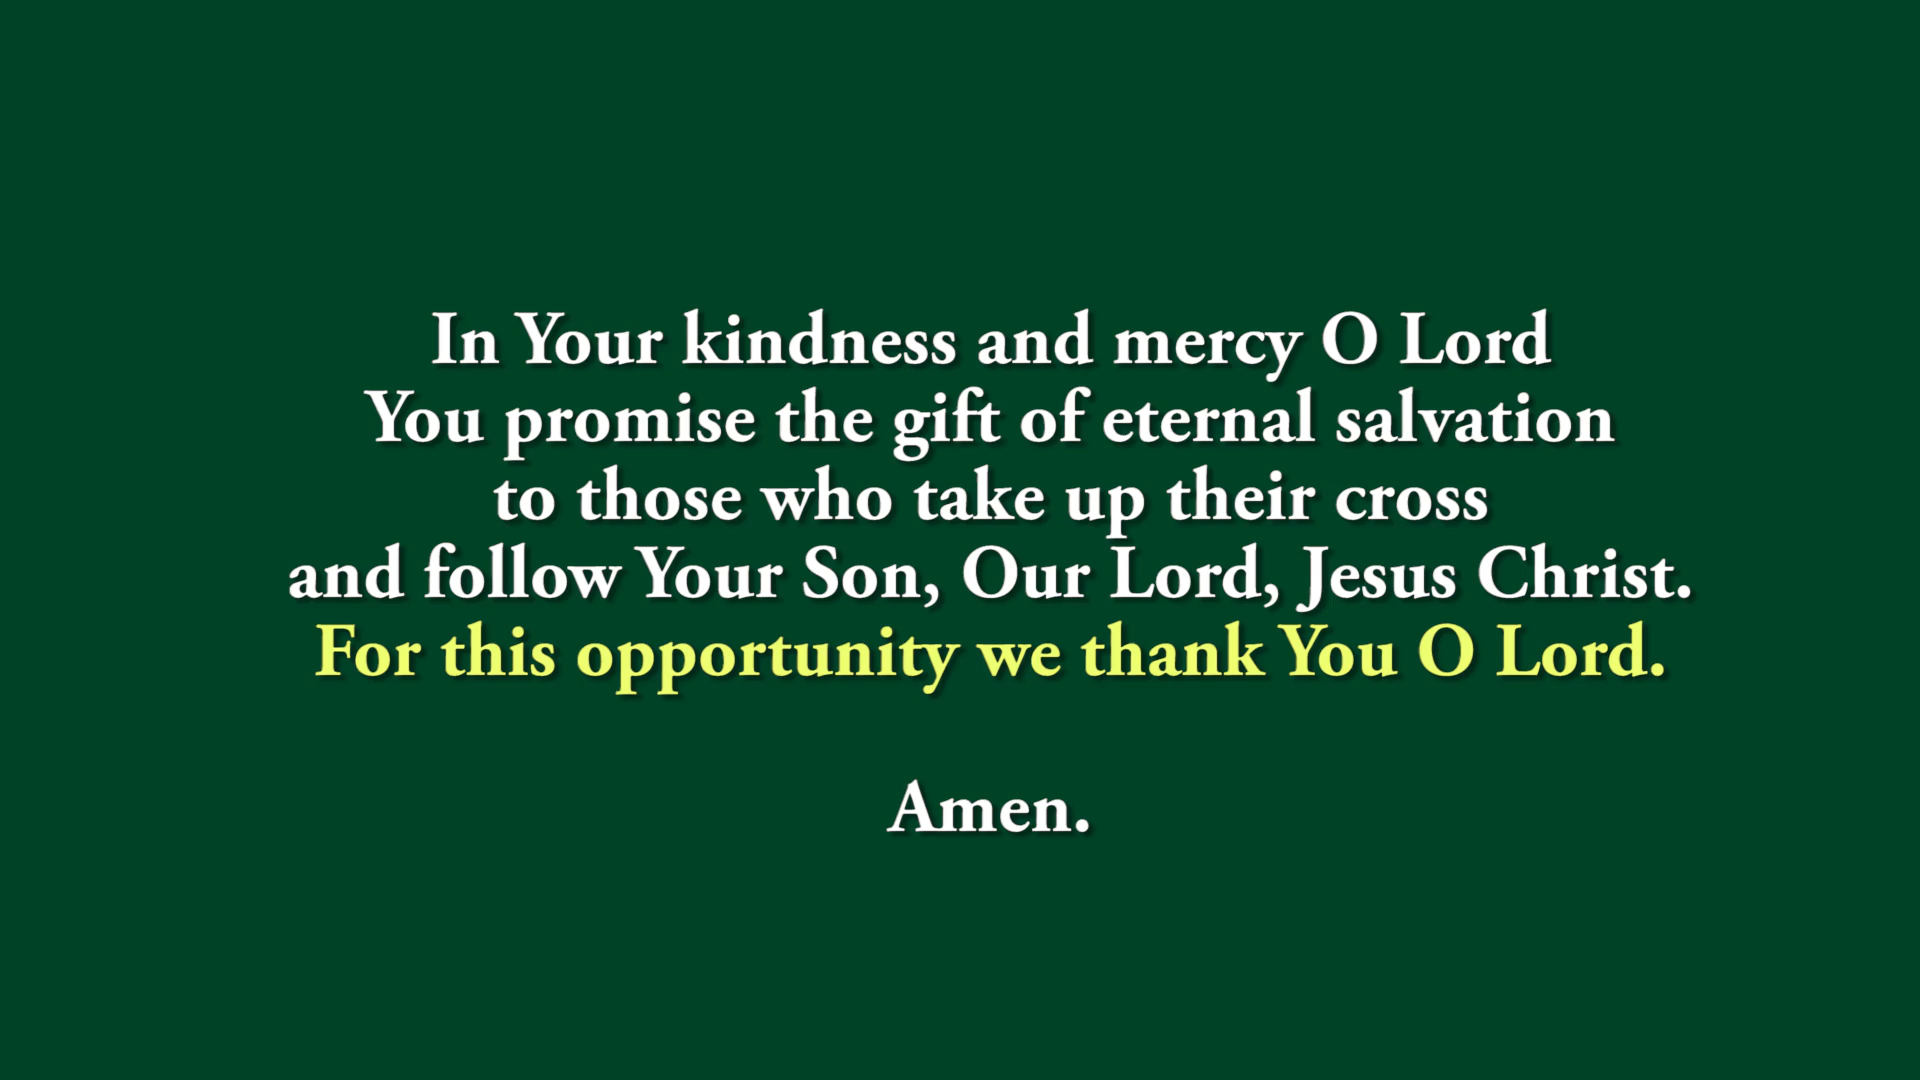 In Your kindness and mercy O Lord
You promise the gift of eternal salvation
to those who take up their cross
and follow Your Son, Our Lord, Jesus Christ.
For this opportunity we thank You O Lord.
Amen.